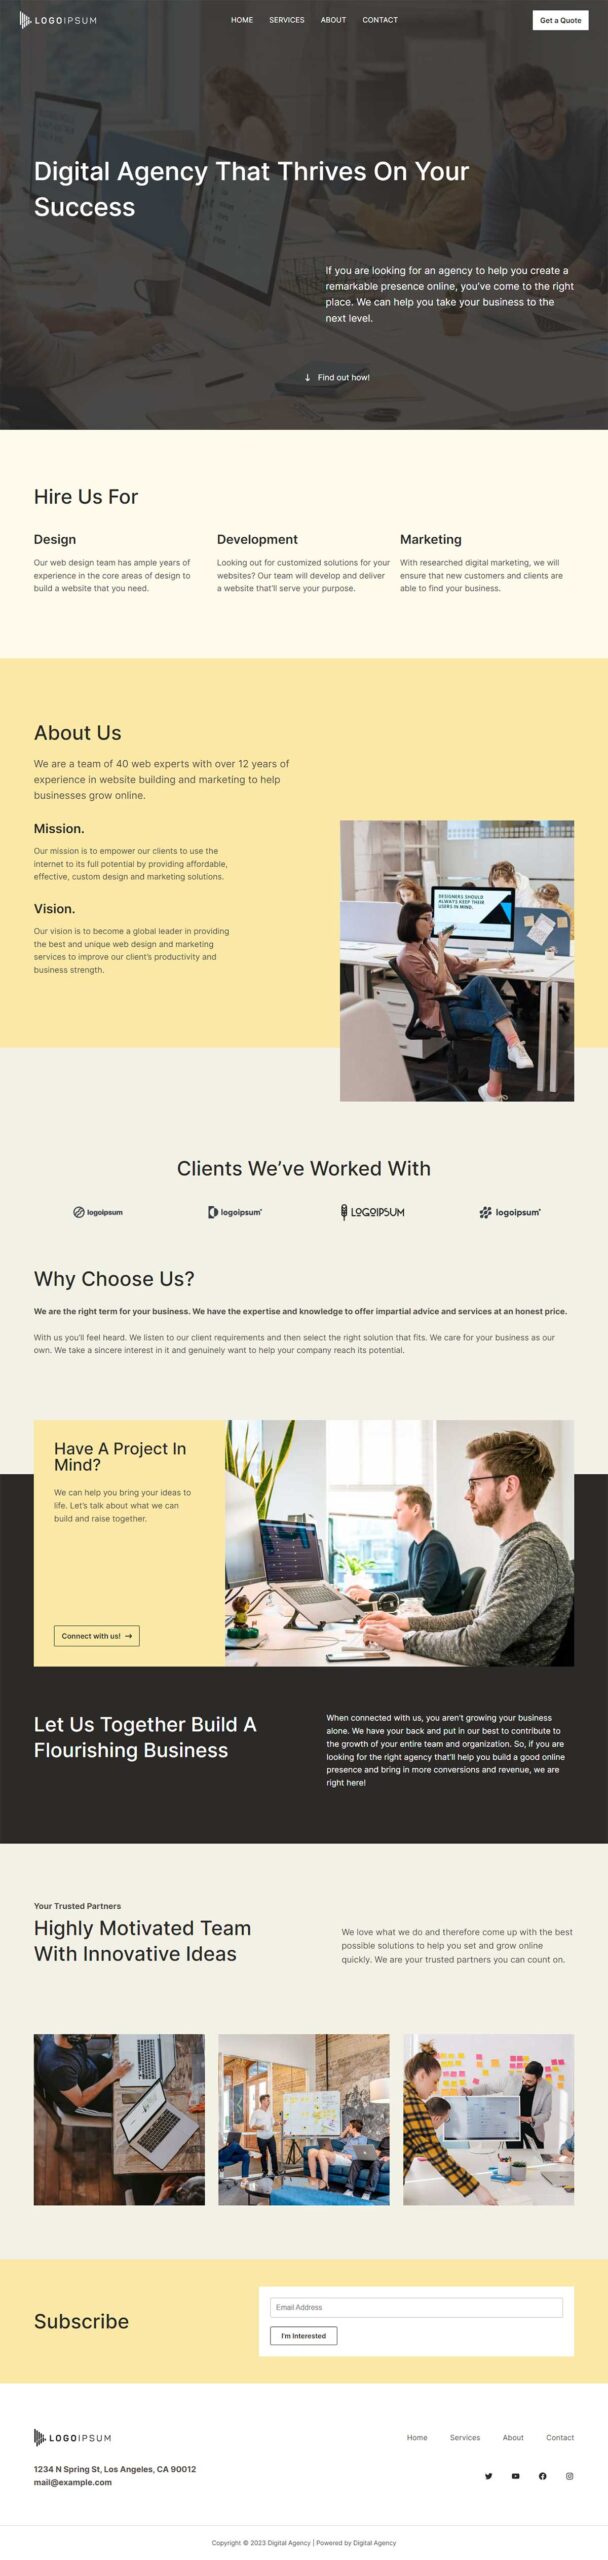 LOGOIPSUM
HOME SERVICES ABOUT CONTACT
Get a Quote
Digital Agency That Thrives On Your
Success
If you are looking for an agency to help you create a
remarkable presence online, you've come to the right
place. We can help you take your business to the
next level.
↓ Find out how!
Hire Us For
Design
Our web design team has ample years of
experience in the core areas of design to
build a website that you need.
Development
Looking out for customized solutions for your
websites? Our team will develop and deliver
a website that'll serve your purpose.
Marketing
With researched digital marketing, we will
ensure that new customers and clients are
able to find your business.
About Us
We are a team of 40 web experts with over 12 years of
experience in website building and marketing to help
businesses grow online.
Mission.
Our mission is to empower our clients to use the
internet to its full potential by providing affordable,
effective, custom design and marketing solutions.
Vision.
Our vision is to become a global leader in providing
the best and unique web design and marketing
services to improve our client's productivity and
business strength.
DESIGNERS SHOULD
ALWAYS KEEP THEIR
USERS IN MIND.
Clients We've Worked With
logoipsum
logoipsum
LOGOIPSUM
logoipsum
Why Choose Us?
We are the right term for your business. We have the expertise and knowledge to offer impartial advice and services at an honest price.
With us you'll feel heard. We listen to our client requirements and then select the right solution that fits. We care for your business as our
own. We take a sincere interest in it and genuinely want to help your company reach its potential.
Have A Project In
Mind?
We can help you bring your ideas to
life. Let's talk about what we can
build and raise together.
Connect with us! →
Let Us Together Build A
Flourishing Business
When connected with us, you aren't growing your business
alone. We have your back and put in our best to contribute to
the growth of your entire team and organization. So, if you are
looking for the right agency that'll help you build a good online
presence and bring in more conversions and revenue, we are
right here!
Your Trusted Partners
Highly Motivated Team
With Innovative Ideas
We love what we do and therefore come up with the best
possible solutions to help you set and grow online
quickly. We are your trusted partners you can count on.
Subscribe
Email Address
I'm Interested
LOGOIPSUM
Home Services About Contact
1234 N Spring St, Los Angeles, CA 90012
mail@example.com
Copyright © 2023 Digital Agency | Powered by Digital Agency